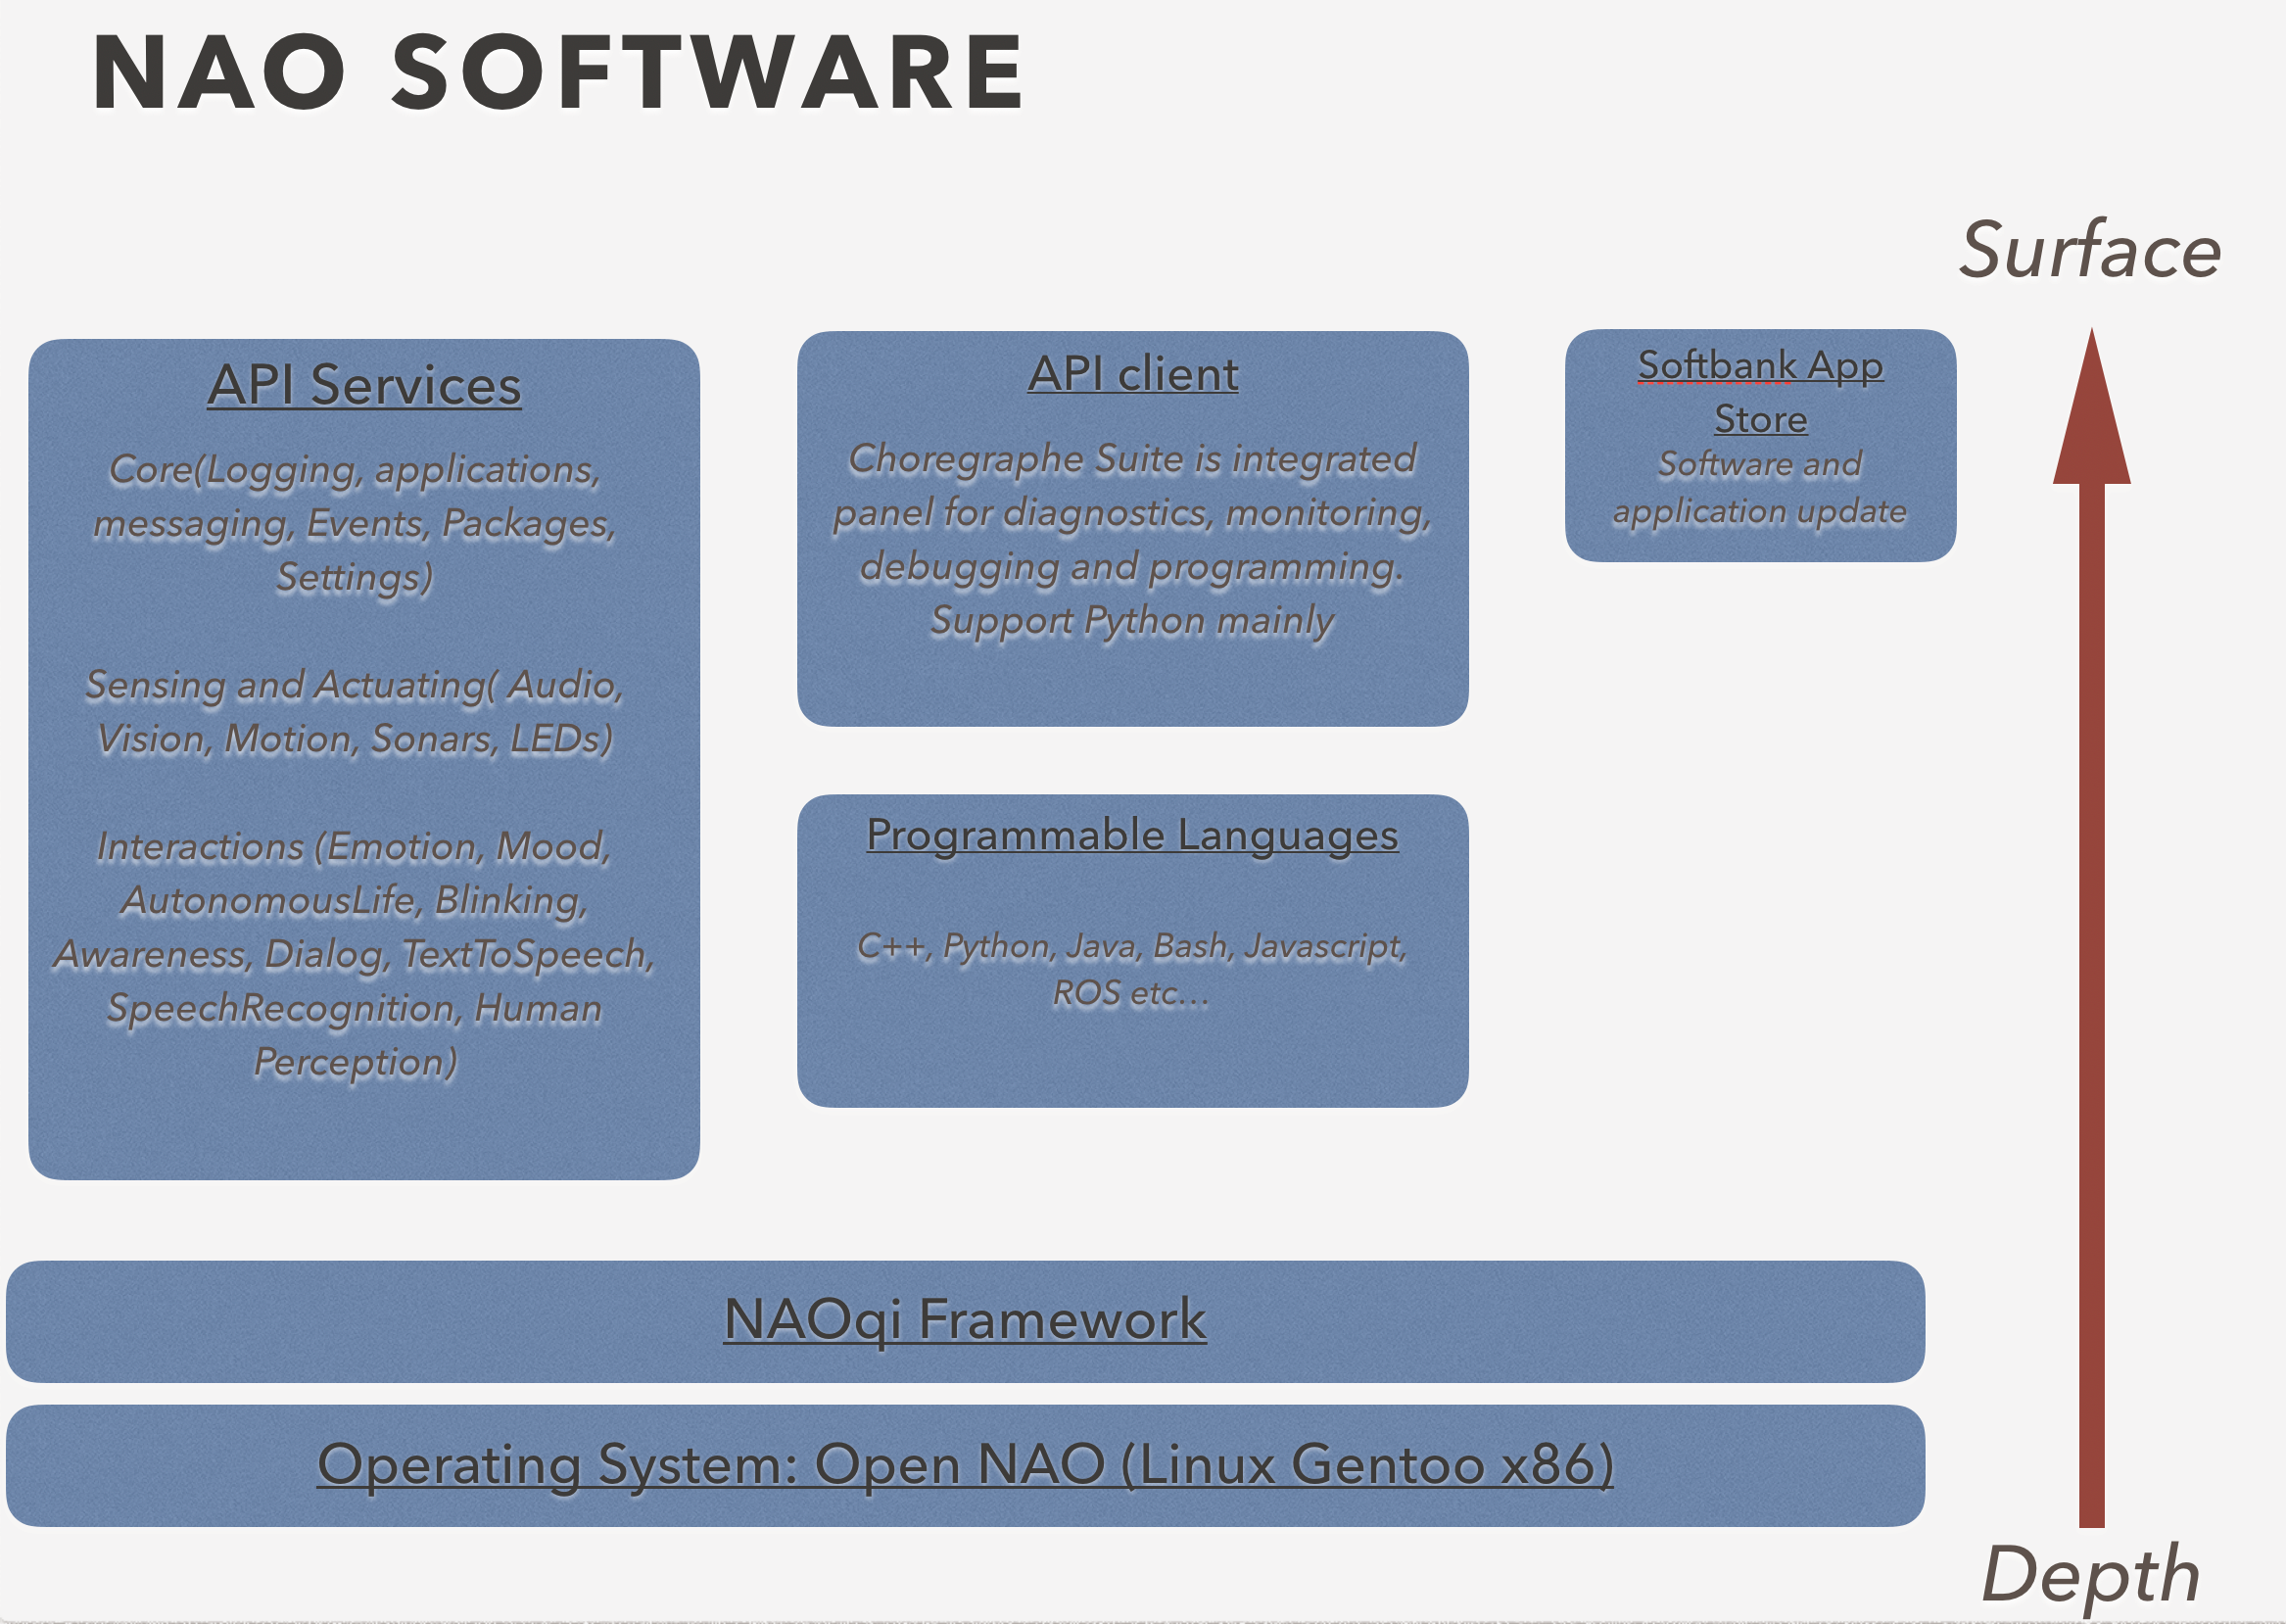 NAO SOFTWARE
Surface
API Services
Core(Logging, applications,
messaging, Events, Packages,
Settings)
Sensing and Actuating( Audio,
Vision, Motion, Sonars, LEDs)
Interactions (Emotion, Mood,
AutonomousLife, Blinking,
Awareness, Dialog, TextToSpeech,
SpeechRecognition, Human
Perception)
API client
Choregraphe Suite is integrated
panel for diagnostics, monitoring,
debugging and programming.
Support Python mainly
Softbank App
Store
Software and
application update
Programmable Languages
C++, Python, Java, Bash, Javascript,
ROS etc…
NAOqi Framework
Operating System: Open NAO (Linux Gentoo x86)
Depth